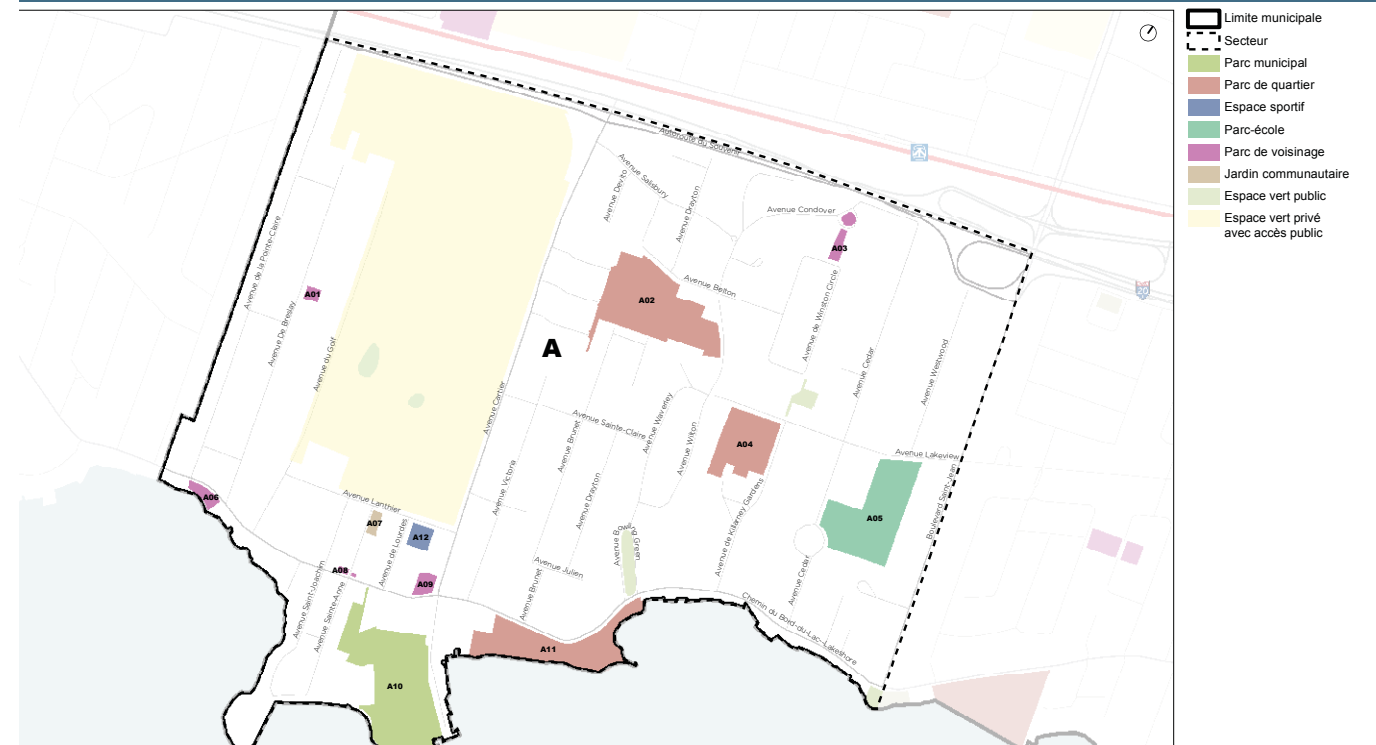 Limite municipale
Secteur
Parc municipal
Parc de quartier
Espace sportif
Parc-école
Parc de voisinage
Jardin communautaire
Espace vert public
Espace vert privé
avec accès public
Autoroute du Souvenir
Avenue Salisbury
Avenue Devito
Avenue Drayton
Avenue Condover
A03
20
Avenue de la Pointe-Claire
A01
A02
Avenue Belton
Avenue de Winston Circle
Avenue De Breslay
Avenue du Golf
A
Avenue Cedar
Avenue Westwood
Avenue Cartier
Avenue Sainte-Claire
Avenue Waverley
Avenue Brunet
Avenue Wilton
A04
Avenue Lakeview
Avenue Victoria
Avenue Drayton
A06
Avenue Lanthier
A07
A12
Avenue de Lourdes
Avenue Bowling Green
Avenue de Killarney Gardens
A05
Boulevard Saint-Jean
A08
A09
Avenue Julien
Avenue Brunet
Avenue Cedar
Avenue Saint-Joachim
Avenue Sainte-Anne
Chemin du Bord-du-Lac-Lakeshore
A11
A10